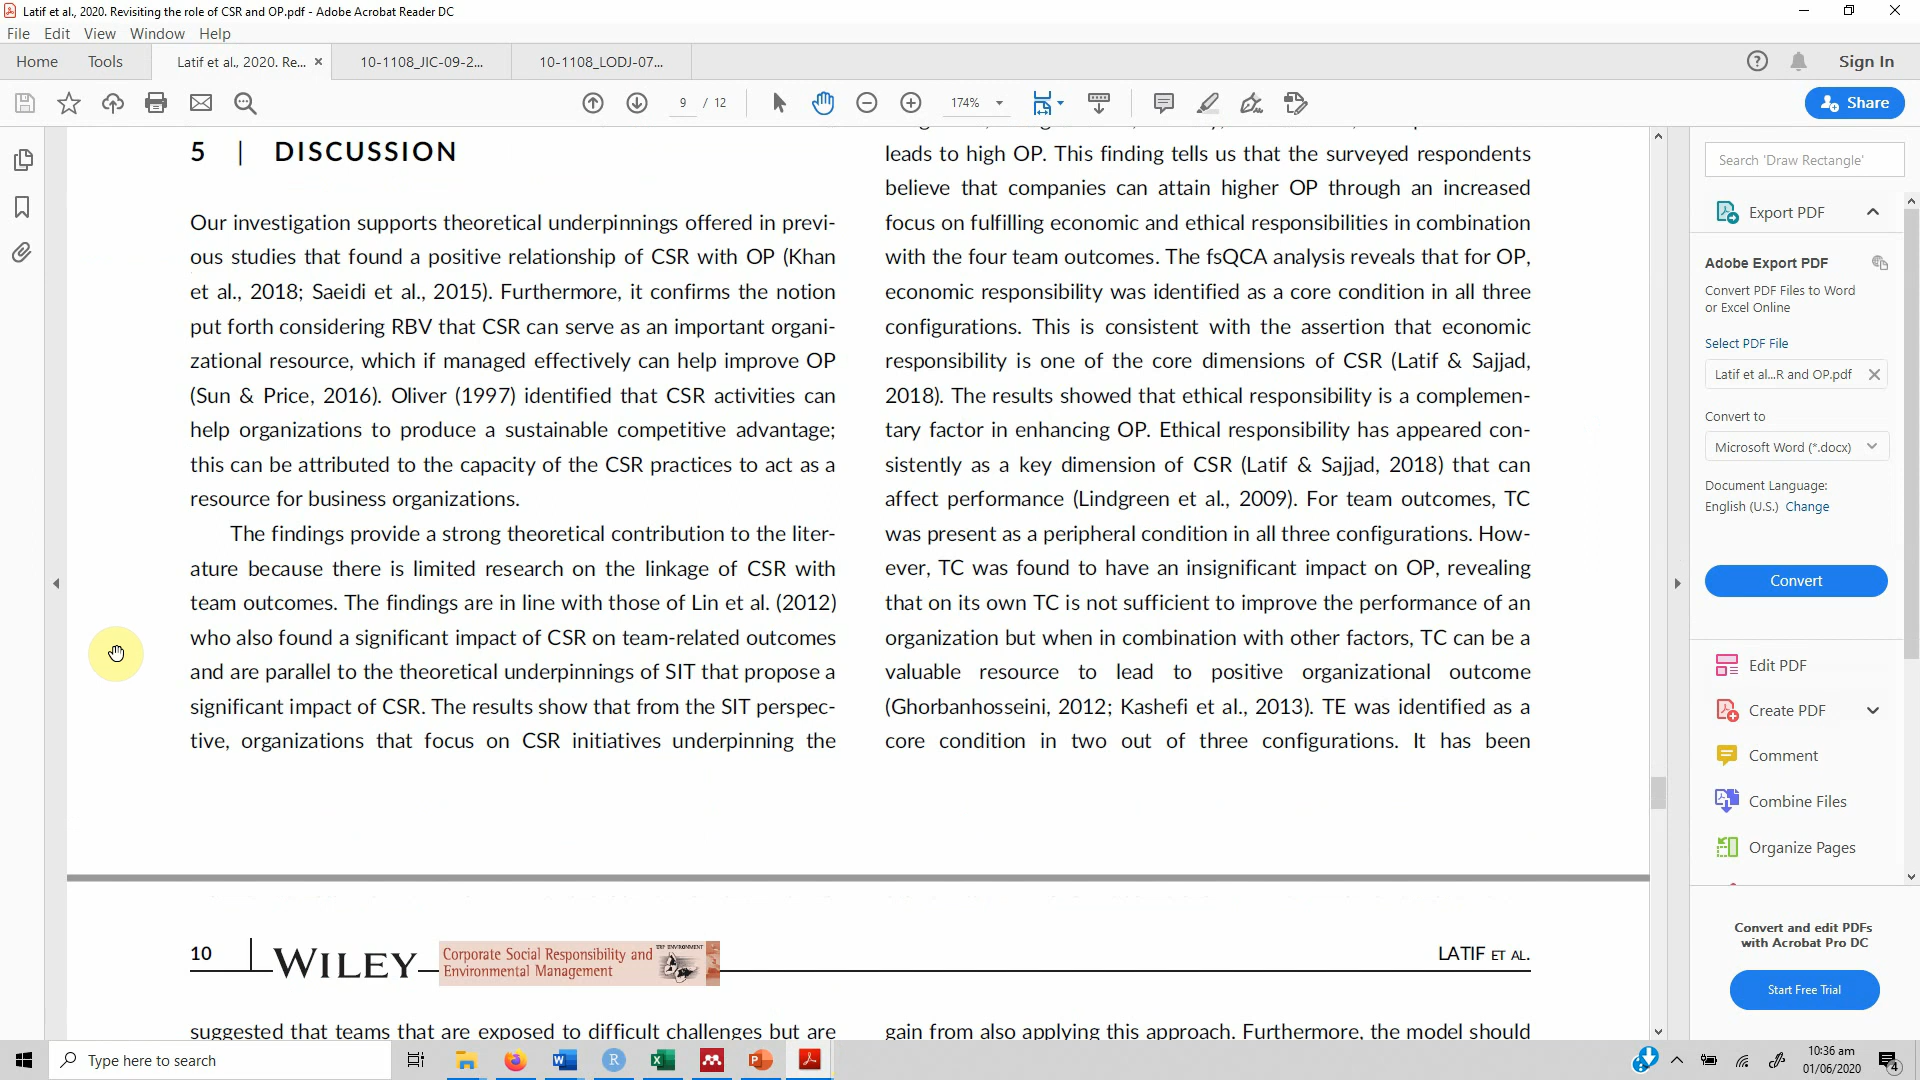 Latif et al., 2020. Revisiting the role of CSR and OP.pdf - Adobe Acrobat Reader DC
File Edit View Window Help
Home Tools Latif et al., 2020. Re... × 10-1108_JIC-09-2... 10-1108_LODJ-07... Sign In
9 / 12 174% Share
5 | DISCUSSION
Our investigation supports theoretical underpinnings offered in previ-
ous studies that found a positive relationship of CSR with OP (Khan
et al., 2018; Saeidi et al., 2015). Furthermore, it confirms the notion
put forth considering RBV that CSR can serve as an important organi-
zational resource, which if managed effectively can help improve OP
(Sun & Price, 2016). Oliver (1997) identified that CSR activities can
help organizations to produce a sustainable competitive advantage;
this can be attributed to the capacity of the CSR practices to act as a
resource for business organizations.
The findings provide a strong theoretical contribution to the liter-
ature because there is limited research on the linkage of CSR with
team outcomes. The findings are in line with those of Lin et al. (2012)
who also found a significant impact of CSR on team-related outcomes
and are parallel to the theoretical underpinnings of SIT that propose a
significant impact of CSR. The results show that from the SIT perspec-
tive, organizations that focus on CSR initiatives underpinning the
leads to high OP. This finding tells us that the surveyed respondents
believe that companies can attain higher OP through an increased
focus on fulfilling economic and ethical responsibilities in combination
with the four team outcomes. The fsQCA analysis reveals that for OP,
economic responsibility was identified as a core condition in all three
configurations. This is consistent with the assertion that economic
responsibility is one of the core dimensions of CSR (Latif & Sajjad,
2018). The results showed that ethical responsibility is a complemen-
tary factor in enhancing OP. Ethical responsibility has appeared con-
sistently as a key dimension of CSR (Latif & Sajjad, 2018) that can
affect performance (Lindgreen et al., 2009). For team outcomes, TC
was present as a peripheral condition in all three configurations. How-
ever, TC was found to have an insignificant impact on OP, revealing
that on its own TC is not sufficient to improve the performance of an
organization but when in combination with other factors, TC can be a
valuable resource to lead to positive organizational outcome
(Ghorbanhosseini, 2012; Kashefi et al., 2013). TE was identified as a
core condition in two out of three configurations. It has been
10 WILEY Corporate Social Responsibility and
Environmental Management
LATIF ET AL.
suggested that teams that are exposed to difficult challenges but are
gain from also applying this approach. Furthermore, the model should
Search 'Draw Rectangle'
Export PDF
Adobe Export PDF
Convert PDF Files to Word
or Excel Online
Select PDF File
Latif et al...R and OP.pdf
Convert to
Microsoft Word (*.docx)
Document Language:
English (U.S.) Change
Convert
Edit PDF
Create PDF
Comment
Combine Files
Organize Pages
Convert and edit PDFs
with Acrobat Pro DC
Start Free Trial
Type here to search
10:36 am
01/06/2020
4